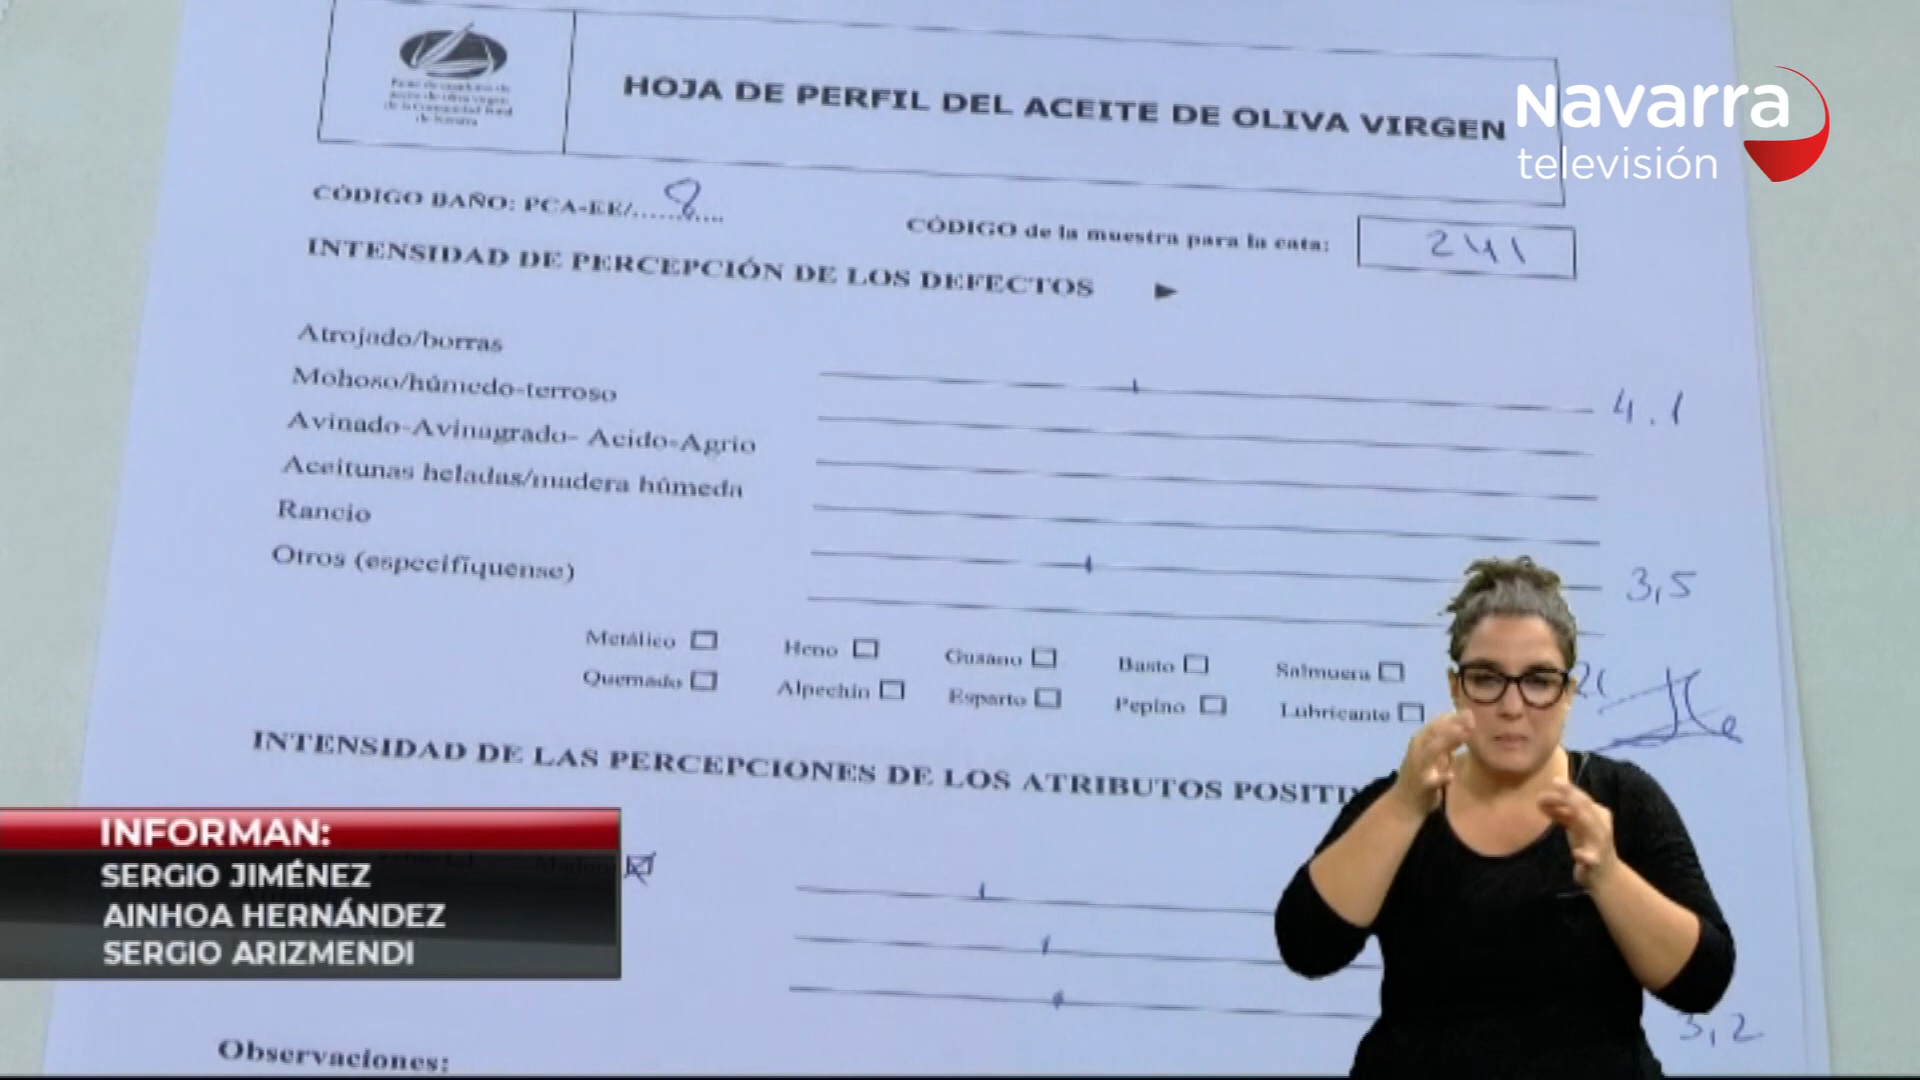 HOJA DE PERFIL DEL ACEITE DE OLIVA VIRGEN
Navarra
televisión
CÓDIGO BAÑO: PCA-EE/.......8....
CÓDIGO de la muestra para la cata: 241
INTENSIDAD DE PERCEPCIÓN DE LOS DEFECTOS ►
Atrojado/borras
4.1
Mohoso/húmedo-terroso
Avinado-Avinagrado- Acido-Agrio
Aceitunas heladas/madera húmeda
Rancio
3,5
Otros (especifíquense)
Metálico Heno Gusano Basto Salmuera
Quemado Alpechín Esparto Pepino Lubricante
INTENSIDAD DE LAS PERCEPCIONES DE LOS ATRIBUTOS POSITI
3,2
Observaciones:
INFORMAN:
SERGIO JIMÉNEZ
AINHOA HERNÁNDEZ
SERGIO ARIZMENDI